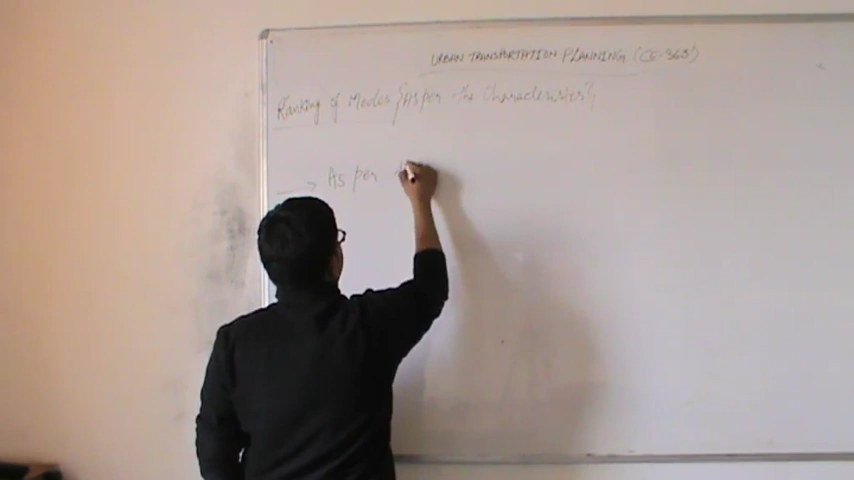 URBAN TRANSPORTATION PLANNING (CE-363)
Ranking of Modes {As per the Characteristics}
→ As per